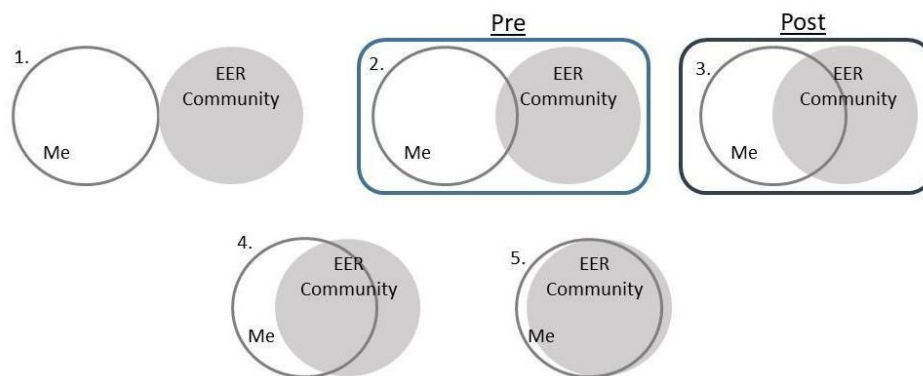 Pre
Post
1.
EER
Community
Me
2.
EER
Community
Me
3.
EER
Community
Me
4.
EER
Community
Me
5.
EER
Community
Me